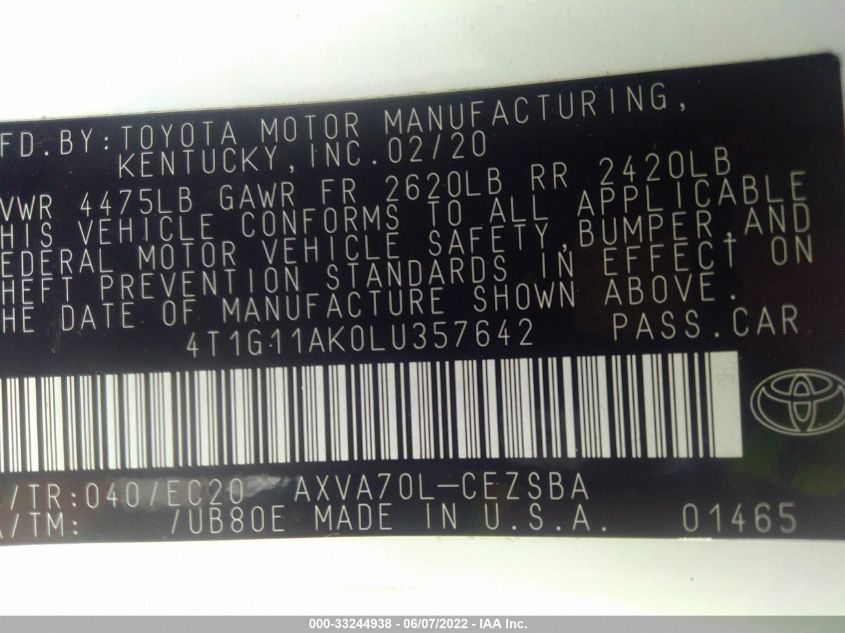 FD. BY: TOYOTA MOTOR MANUFACTURING,
KENTUCKY, INC. 02/20
VWR 4475LB GAWR FR 2620LB RR 2420LB
HIS VEHICLE CONFORMS TO ALL APPLICABLE
EDERAL MOTOR VEHICLE SAFETY, BUMPER, AND
HEFT PREVENTION STANDARDS IN EFFECT ON
HE DATE OF MANUFACTURE SHOWN ABOVE.
4T1G11AK0LU357642 PASS. CAR
/TR: 040/EC20 AXVA70L-CEZSBA
A/TM: /UB80E MADE IN U.S.A. 01465
000-33244938 - 06/07/2022 - IAA Inc.